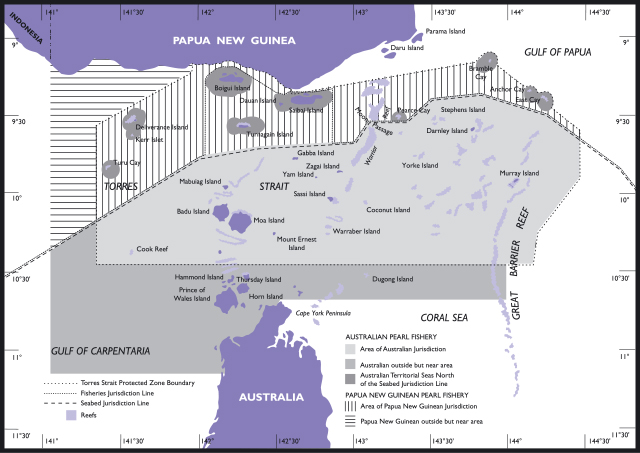 141°
141°30
142°
142°30
143°
143°30
144°
144°30
INDONESIA
Parama Island
PAPUA NEW GUINEA
Daru Island
GULF OF PAPUA
9°
9°
Bramble
Cay
Boigu Island
Anchor Cay
East Cay
Dauan Island
Saibai Island
Moon Passage
Pearce Cay
Stephens Island
9°30
9°30
Deliverance Island
Kerr Islet
Turnagain Island
Darnley Island
Gabba Island
Warrior
Reef
Turu Cay
Zagai Island
Yorke Island
Yam Island
Murray Island
TORRES
STRAIT
Mabuiag Island
10°
10°
Sassi Island
Badu Island
Moa Island
Coconut Island
Warraber Island
Mount Ernest
Island
Cook Reef
GREAT BARRIER REEF
10°30
10°30
Hammond Island
Thursday Island
Dugong Island
Prince of
Wales Island
Horn Island
Cape York Peninsula
CORAL SEA
GULF OF CARPENTARIA
11°
11°
AUSTRALIAN PEARL FISHERY
Area of Australian Jurisdiction
Australian outside but near area
Australian Territorial Seas North
of the Seabed Jurisdiction Line
PAPUA NEW GUINEAN PEARL FISHERY
Area of Papua New Guinean Jurisdiction
Papua New Guinean outside but near area
Torres Strait Protected Zone Boundary
Fisheries Jurisdiction Line
Seabed Jurisdiction Line
Reefs
AUSTRALIA
11°30
11°30
141°
141°30
142°
142°30
143°
143°30
144°
144°30